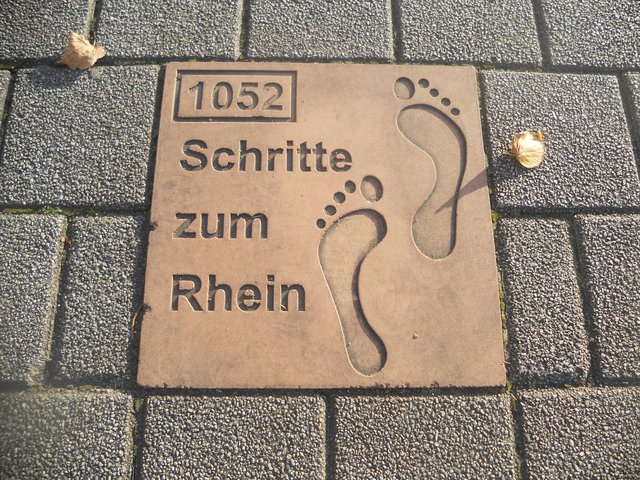 1052
Schritte
zum
Rhein